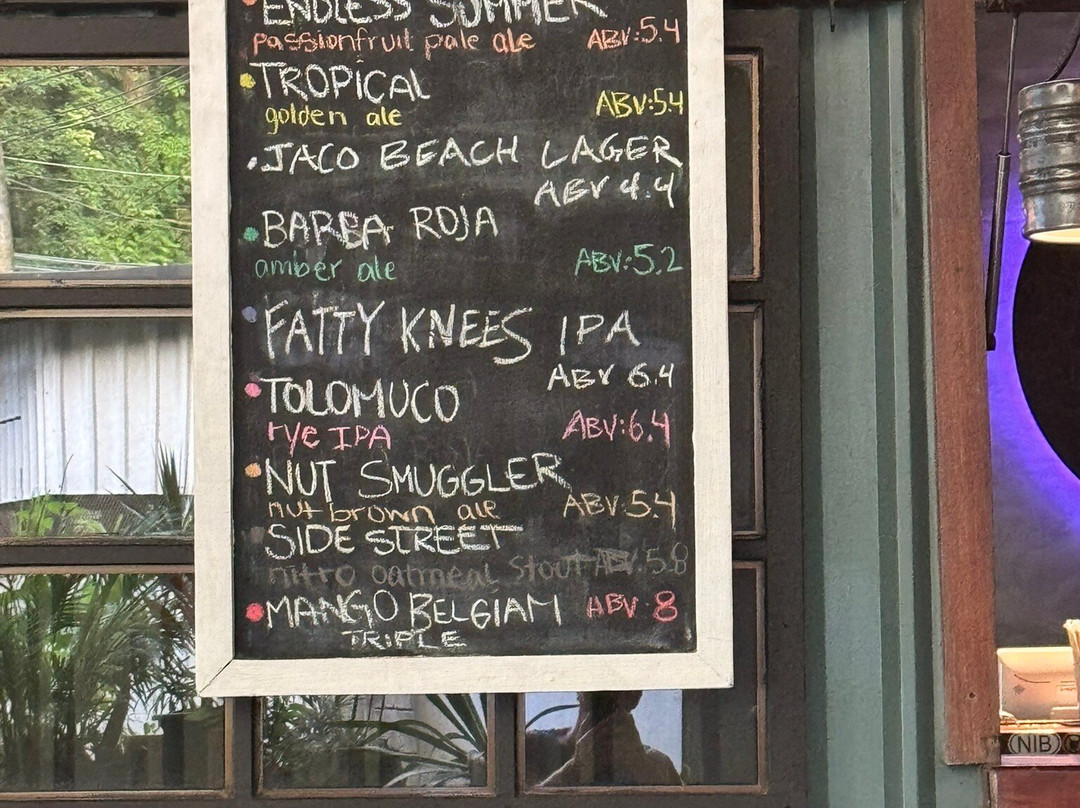 ENDLESS SUMMER
passionfruit pale ale ABV:5.4
TROPICAL
golden ale ABV:5.4
JACO BEACH LAGER
ABV 4.4
BARBA ROJA
amber ale ABV:5.2
FATTY KNEES IPA
ABV 6.4
TOLOMUCO
rye IPA ABV:6.4
NUT SMUGGLER
nut brown ale ABV:5.4
SIDE STREET
nitro oatmeal stout ABV:5.8
MANGO BELGIAM ABV:8
TRIPLE
NIB